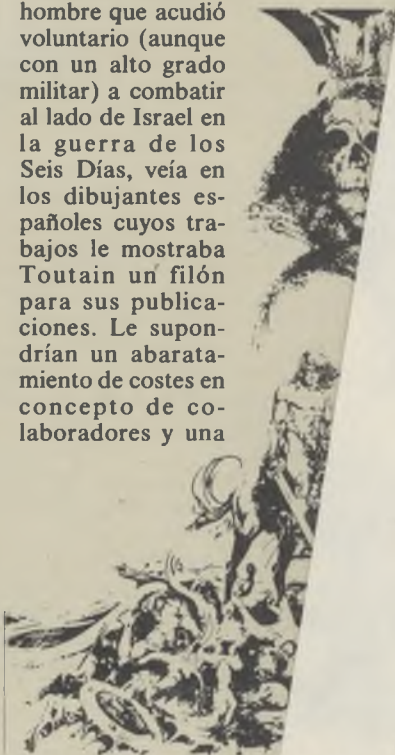 hombre que acudió
voluntario (aunque
con un alto grado
militar) a combatir
al lado de Israel en
la guerra de los
Seis Días, veía en
los dibujantes es-
pañoles cuyos tra-
bajos le mostraba
Toutain un filón
para sus publica-
ciones. Le supon-
drían un abarata-
miento de costes en
concepto de co-
laboradores y una